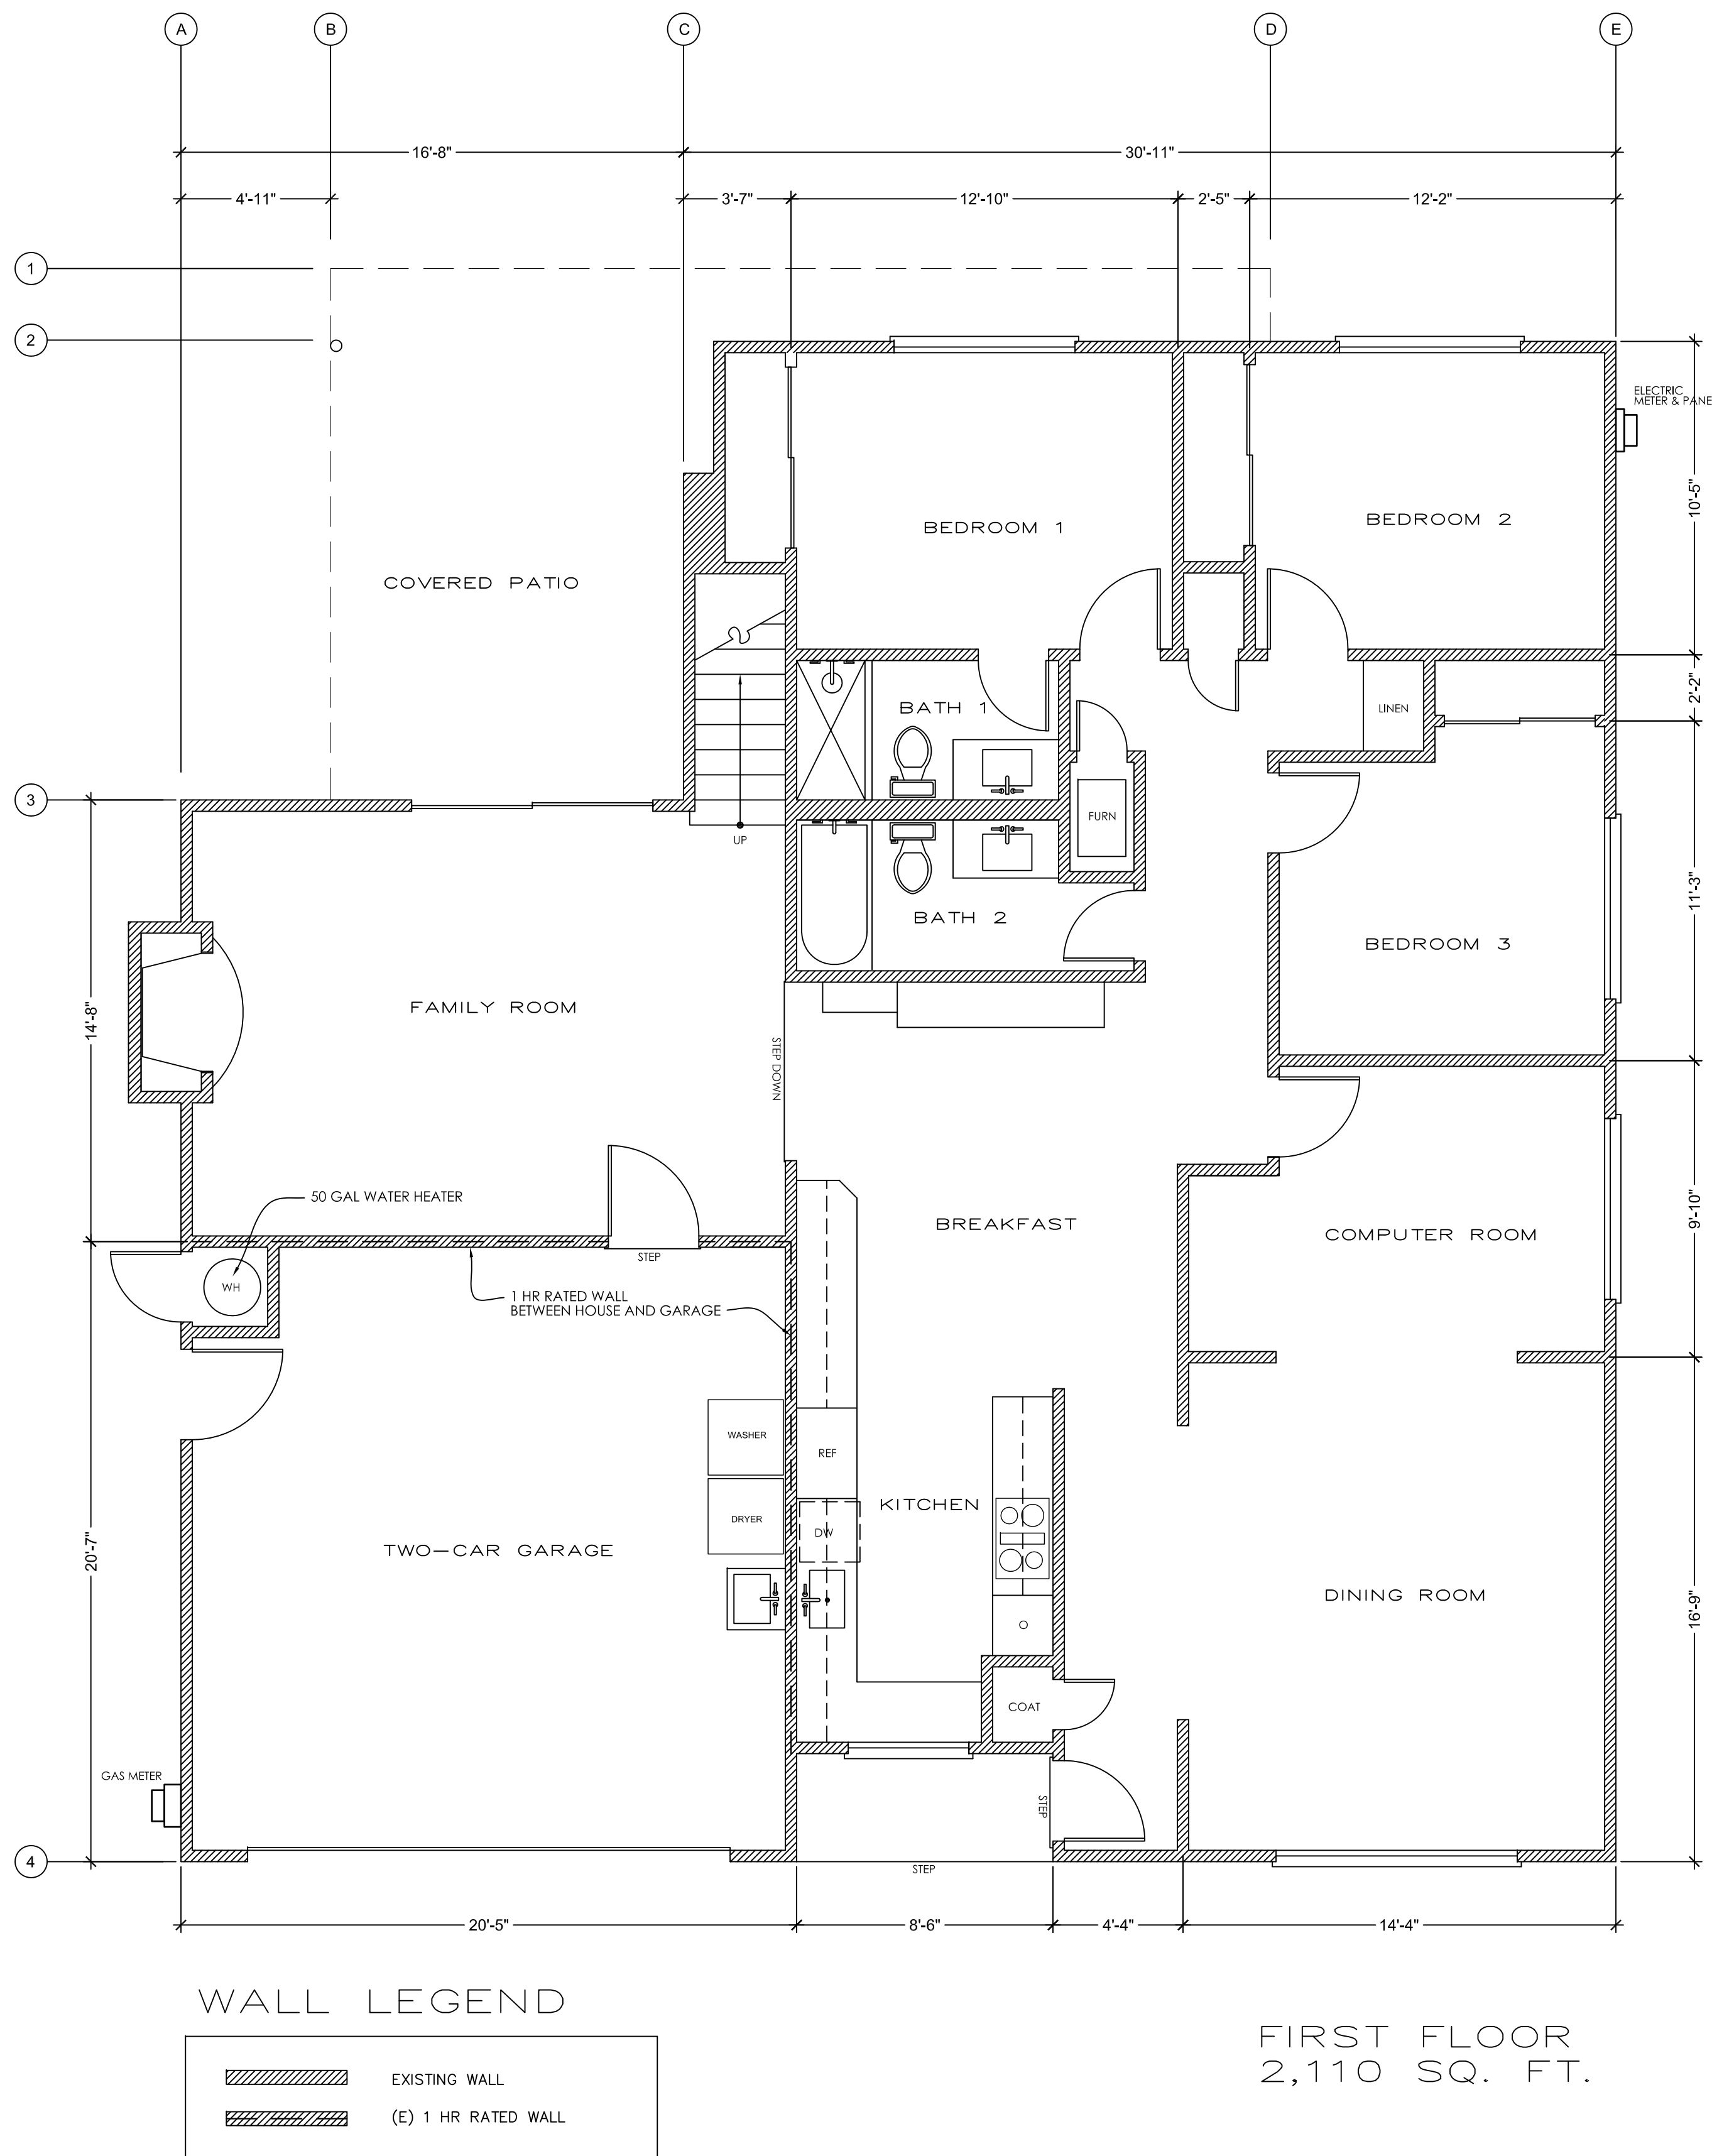 A
B
C
D
E
16'-8"
30'-11"
4'-11"
3'-7"
12'-10"
2'-5"
12'-2"
1
2
ELECTRIC
METER & PANE
10'-5"
BEDROOM 1
BEDROOM 2
COVERED PATIO
2'-2"
BATH 1
LINEN
3
FURN
UP
11'-3"
BATH 2
BEDROOM 3
FAMILY ROOM
14'-8"
STEP DOWN
50 GAL WATER HEATER
BREAKFAST
COMPUTER ROOM
9'-10"
STEP
WH
1 HR RATED WALL
BETWEEN HOUSE AND GARAGE
WASHER
REF
KITCHEN
DRYER
DW
TWO-CAR GARAGE
20'-7"
DINING ROOM
16'-9"
COAT
GAS METER
STEP
4
STEP
20'-5"
8'-6"
4'-4"
14'-4"
WALL LEGEND
EXISTING WALL
(E) 1 HR RATED WALL
FIRST FLOOR
2,110 SQ. FT.